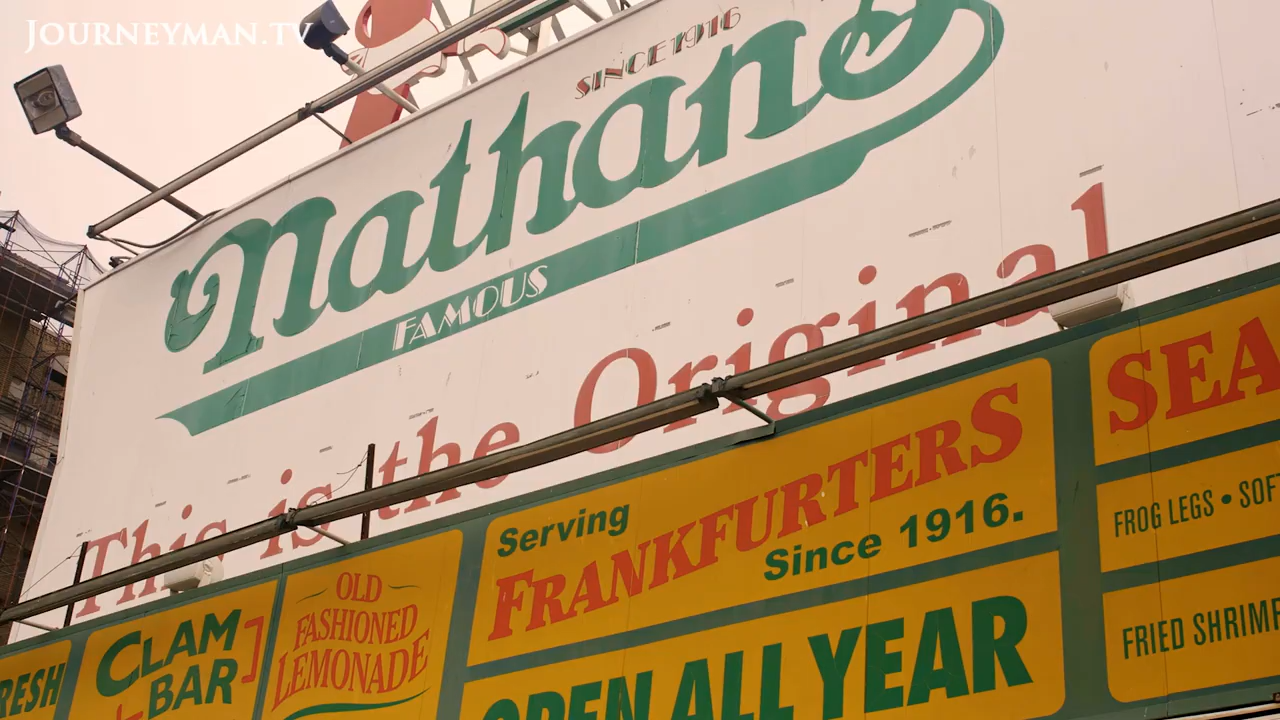 JOURNEYMAN.TV
SINCE 1916
Nathan's
FAMOUS
This is the Original
Serving
FRANKFURTERS
Since 1916.
OPEN ALL YEAR
OLD
FASHIONED
LEMONADE
CLAM
BAR
FROG LEGS •
FRIED SHRIMP